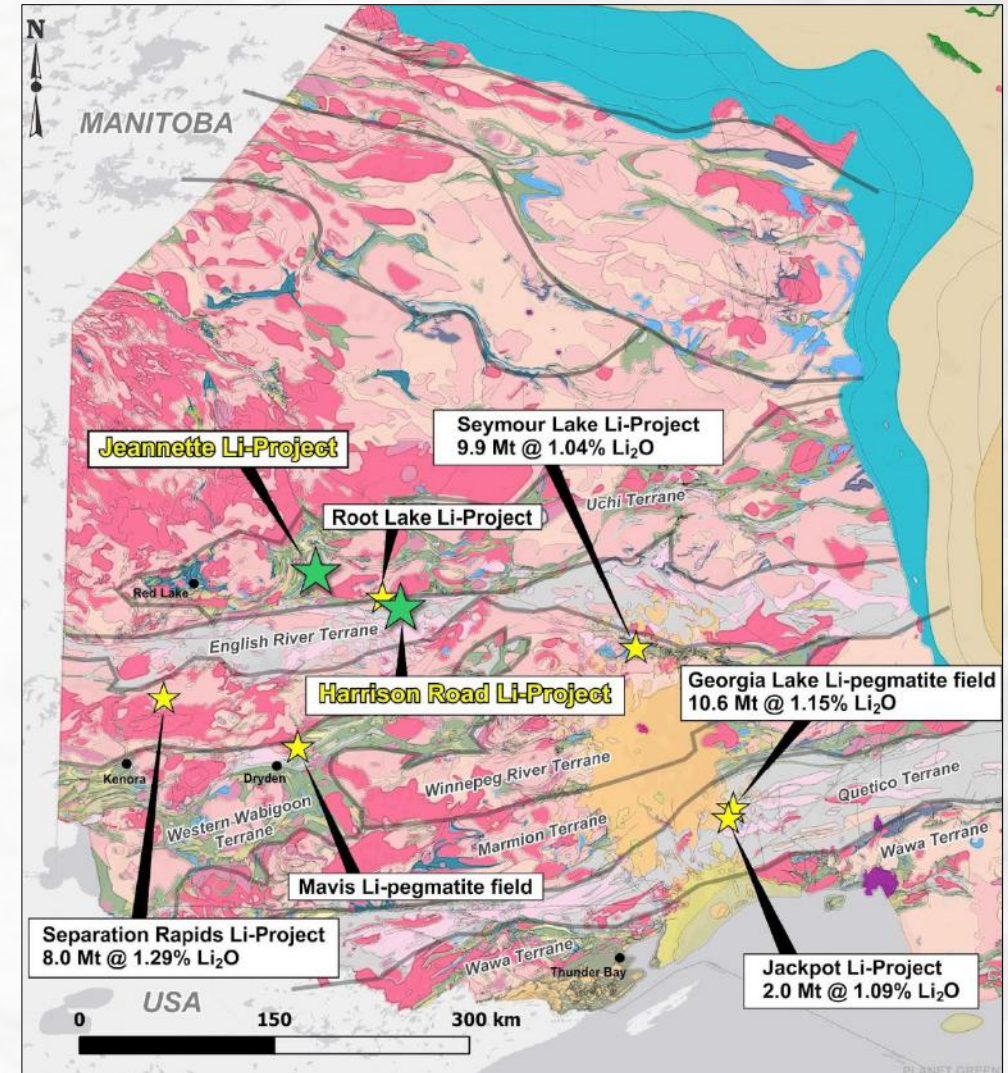 N
MANITOBA
Seymour Lake Li-Project
9.9 Mt @ 1.04% Li₂O
Jeannette Li-Project
Uchi Terrane
Root Lake Li-Project
Red Lake
English River Terrane
Harrison Road Li-Project
Georgia Lake Li-pegmatite field
10.6 Mt @ 1.15% Li₂O
Kenora
Dryden
Winnepeg River Terrane
Quetico Terrane
Western-Wabigoon
Terrane
Marmion Terrane
Wawa Terrane
Mavis Li-pegmatite field
Separation Rapids Li-Project
8.0 Mt @ 1.29% Li₂O
Wawa Terrane
Thunder Bay
Jackpot Li-Project
2.0 Mt @ 1.09% Li₂O
USA
0 150 300 km
PLANET GREEN